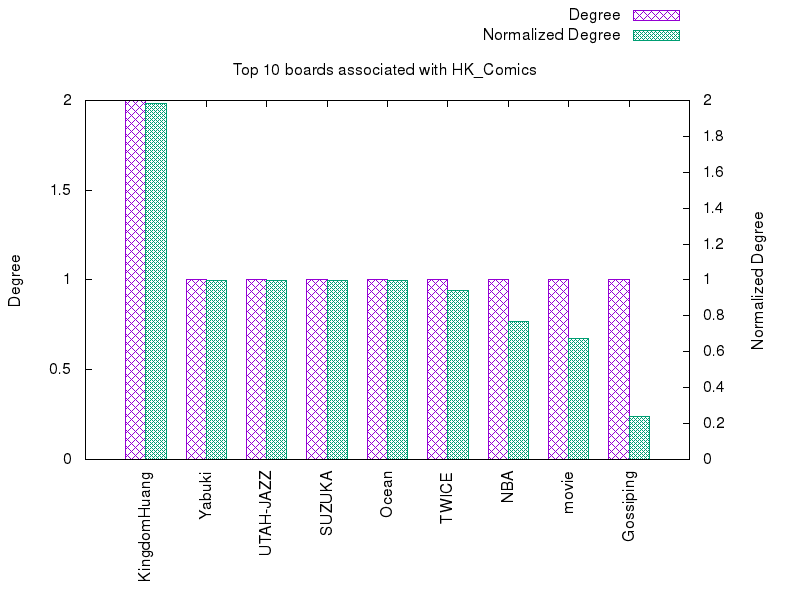 Degree
Normalized Degree
Top 10 boards associated with HK_Comics
2
1.5
1
0.5
0
Degree
2
1.8
1.6
1.4
1.2
1
0.8
0.6
0.4
0.2
0
Normalized Degree
KingdomHuang
Yabuki
UTAH-JAZZ
SUZUKA
Ocean
TWICE
NBA
movie
Gossiping